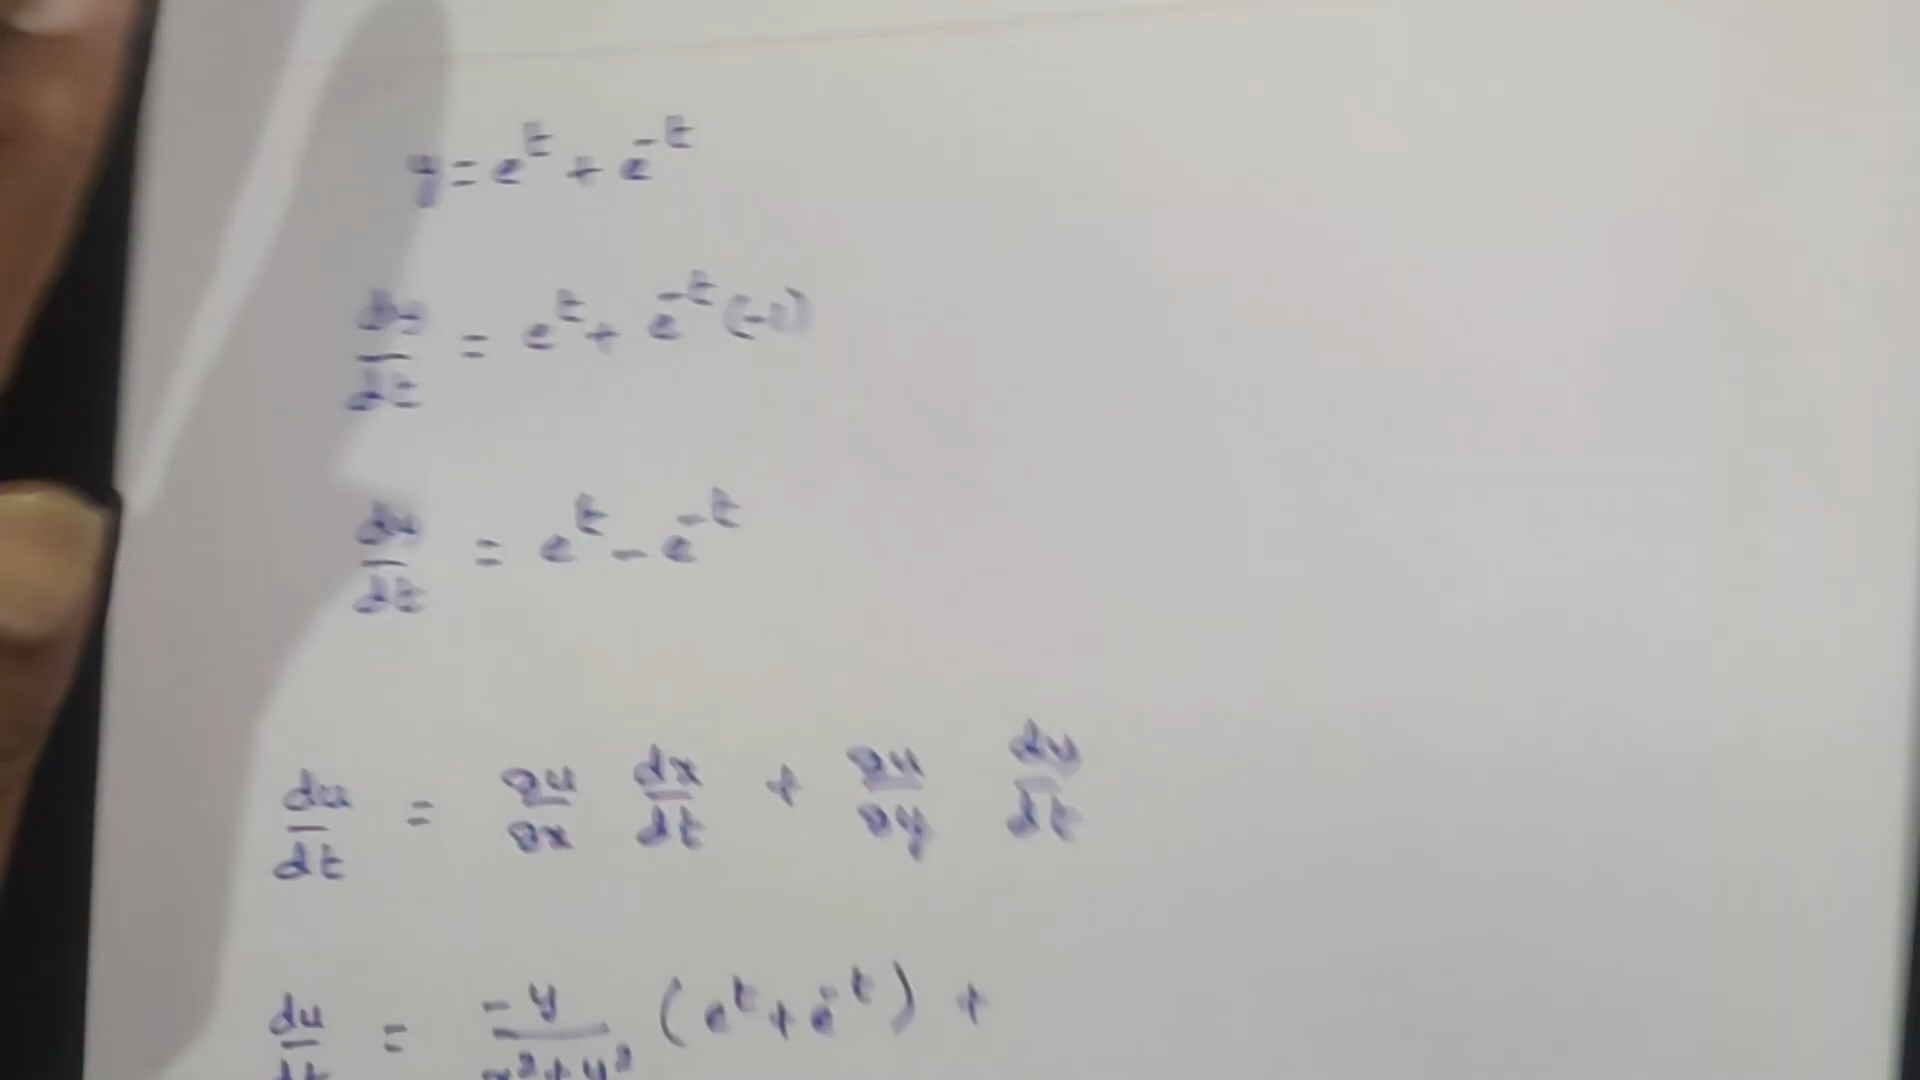 y = e^t + e^-t
dy/dt = e^t + e^-t (-1)
dy/dt = e^t - e^-t
du/dt = ∂u/∂x dx/dt + ∂u/∂y dy/dt
du/dt = -y/x²+y² (e^t + e^-t) +